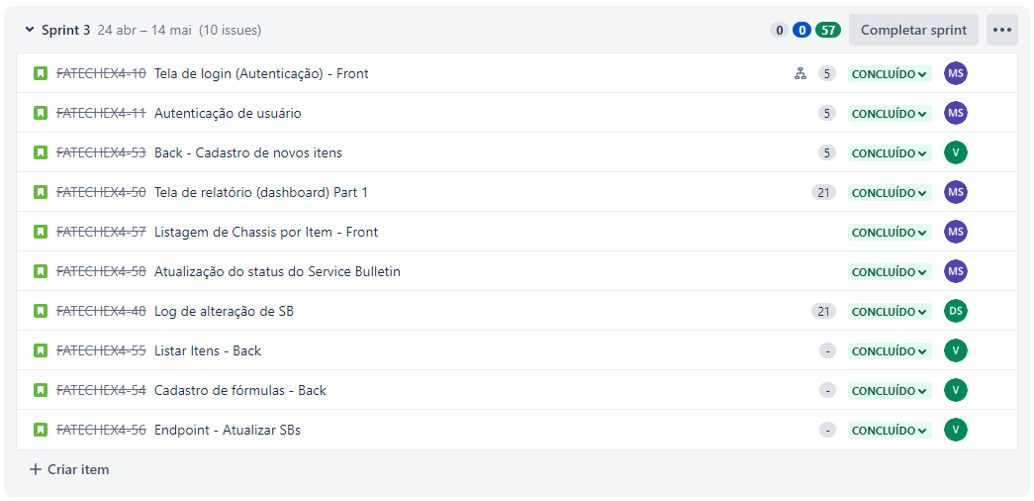 Sprint 3 24 abr – 14 mai (10 issues) 0 0 57 Completar sprint
FATECHEX4-10 Tela de login (Autenticação) - Front 5 CONCLUÍDO MS
FATECHEX4-11 Autenticação de usuário 5 CONCLUÍDO MS
FATECHEX4-53 Back - Cadastro de novos itens 5 CONCLUÍDO V
FATECHEX4-50 Tela de relatório (dashboard) Part 1 21 CONCLUÍDO MS
FATECHEX4-57 Listagem de Chassis por Item - Front CONCLUÍDO MS
FATECHEX4-58 Atualização do status do Service Bulletin CONCLUÍDO MS
FATECHEX4-48 Log de alteração de SB 21 CONCLUÍDO DS
FATECHEX4-55 Listar Itens - Back - CONCLUÍDO V
FATECHEX4-54 Cadastro de fórmulas - Back - CONCLUÍDO V
FATECHEX4-56 Endpoint - Atualizar SBs - CONCLUÍDO V
+ Criar item